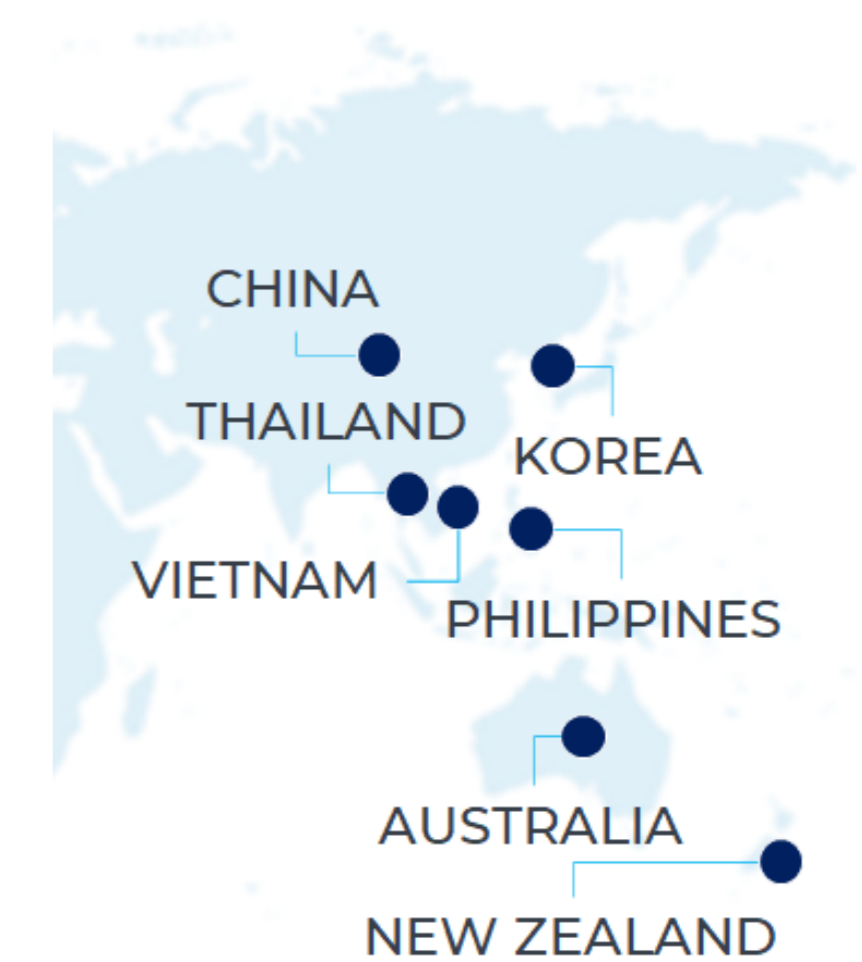 CHINA
THAILAND
KOREA
VIETNAM
PHILIPPINES
AUSTRALIA
NEW ZEALAND